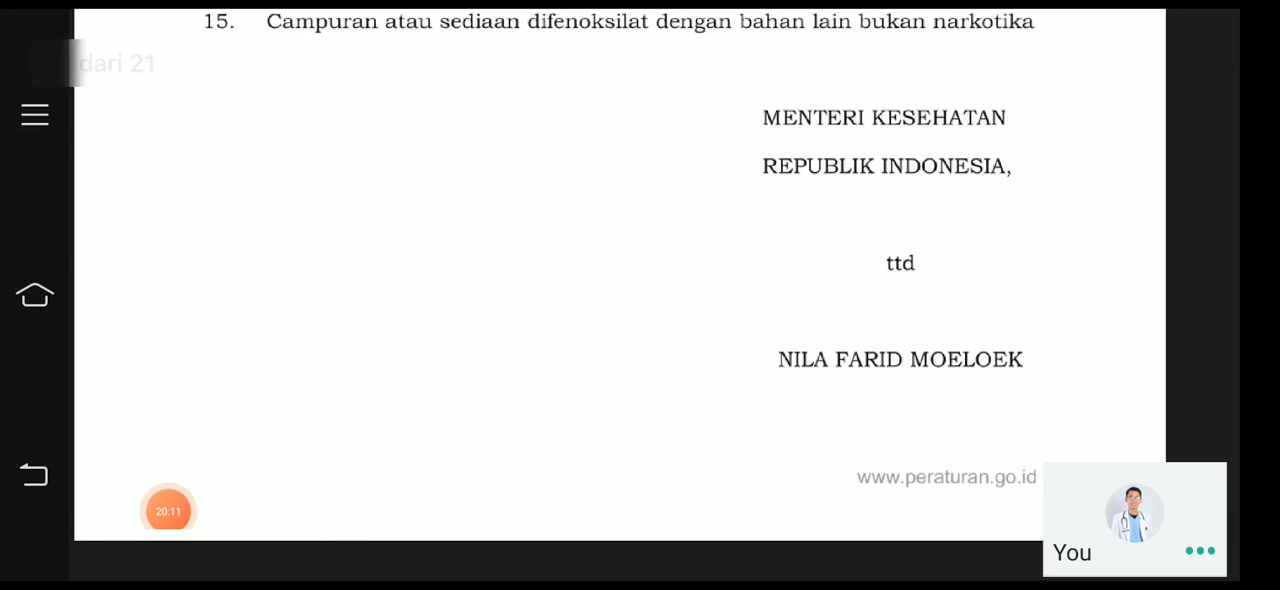 15. Campuran atau sediaan difenoksilat dengan bahan lain bukan narkotika
dari 21
MENTERI KESEHATAN
REPUBLIK INDONESIA,
ttd
NILA FARID MOELOEK
www.peraturan.go.id
20:11
You